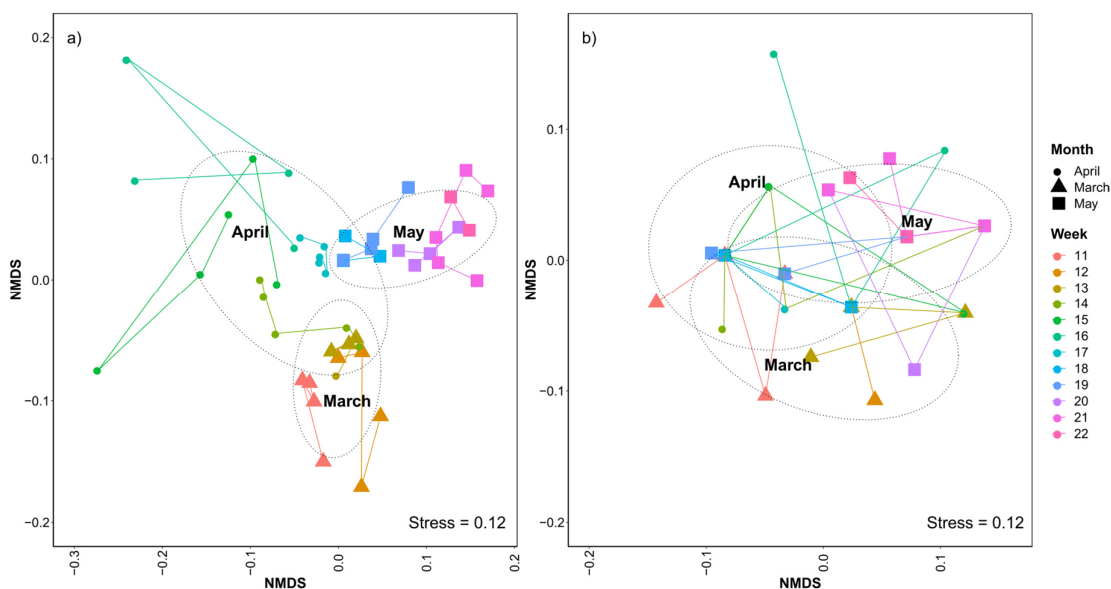 a)
0.2
0.1
0.0
−0.1
−0.2
NMDS
April
May
March
Stress = 0.12
−0.3
−0.2
−0.1
0.0
0.1
0.2
NMDS
b)
0.1
0.0
−0.1
−0.2
April
May
March
Stress = 0.12
−0.2
−0.1
0.0
0.1
NMDS
Month
April
March
May
Week
11
12
13
14
15
16
17
18
19
20
21
22